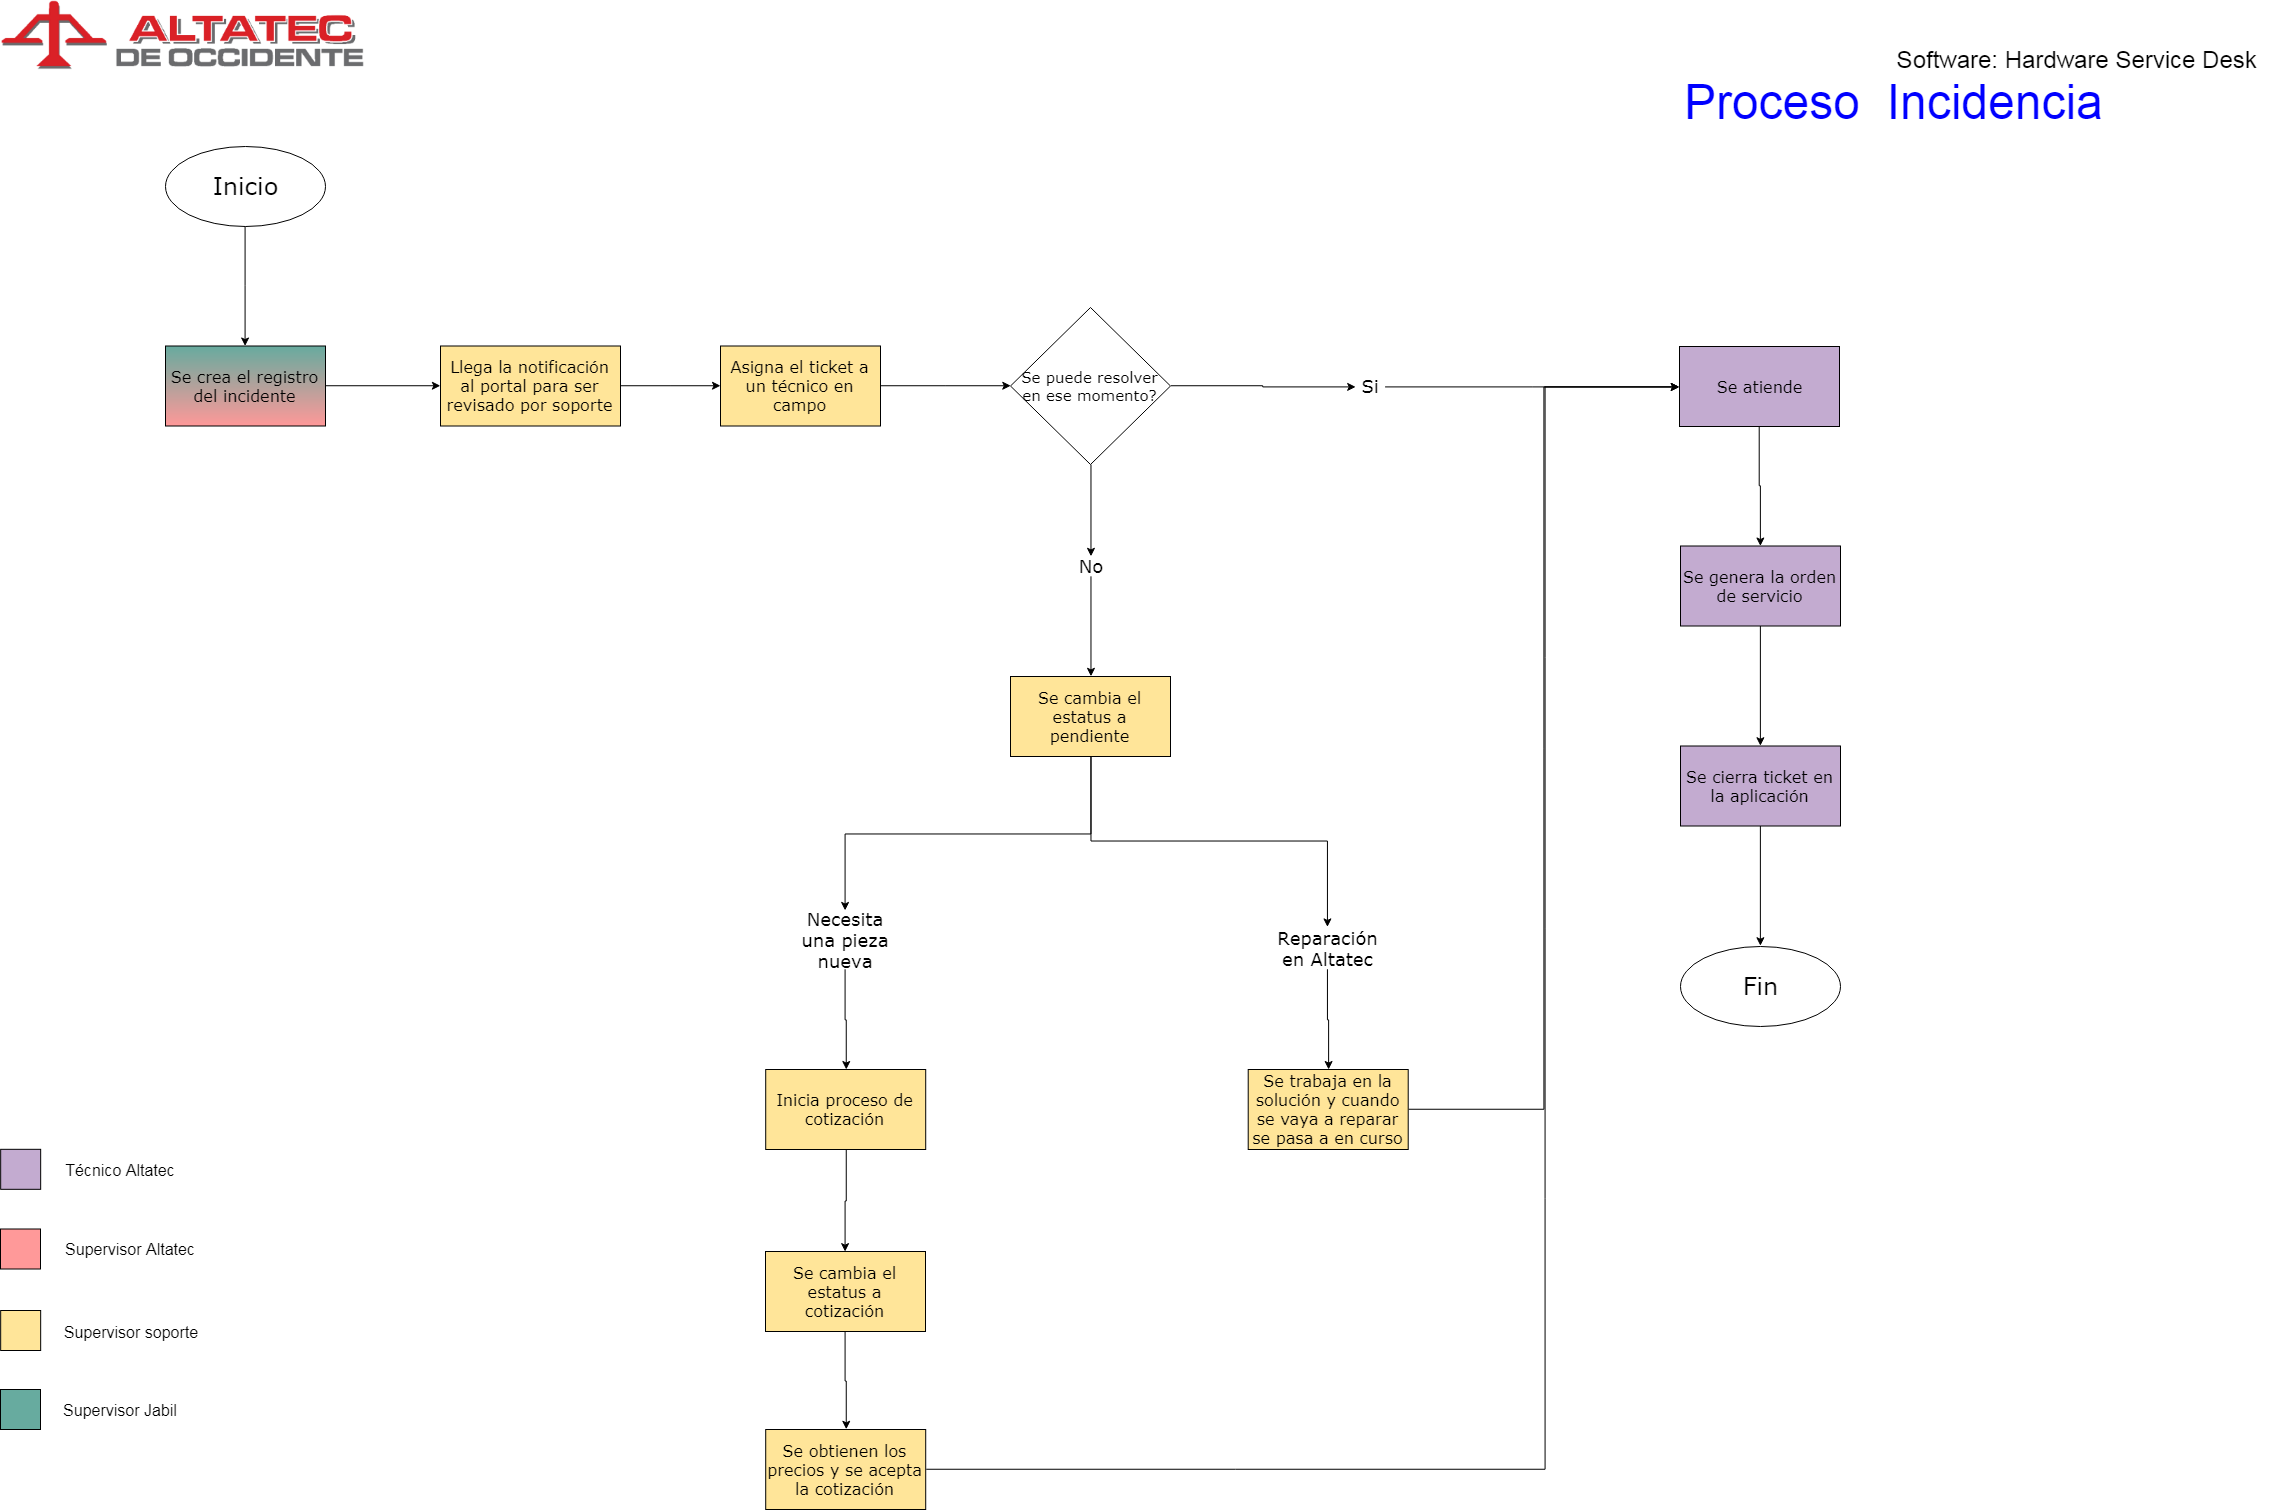 ALTATEC
DE OCCIDENTE
Software: Hardware Service Desk
Proceso  Incidencia
Inicio
Se crea el registro
del incidente
Llega la notificación
al portal para ser
revisado por soporte
Asigna el ticket a
un técnico en
campo
Se puede resolver
en ese momento?
Si
Se atiende
No
Se genera la orden
de servicio
Se cambia el
estatus a
pendiente
Se cierra ticket en
la aplicación
Necesita
una pieza
nueva
Reparación
en Altatec
Fin
Inicia proceso de
cotización
Se trabaja en la
solución y cuando
se vaya a reparar
se pasa a en curso
Se cambia el
estatus a
cotización
Se obtienen los
precios y se acepta
la cotización
Técnico Altatec
Supervisor Altatec
Supervisor soporte
Supervisor Jabil